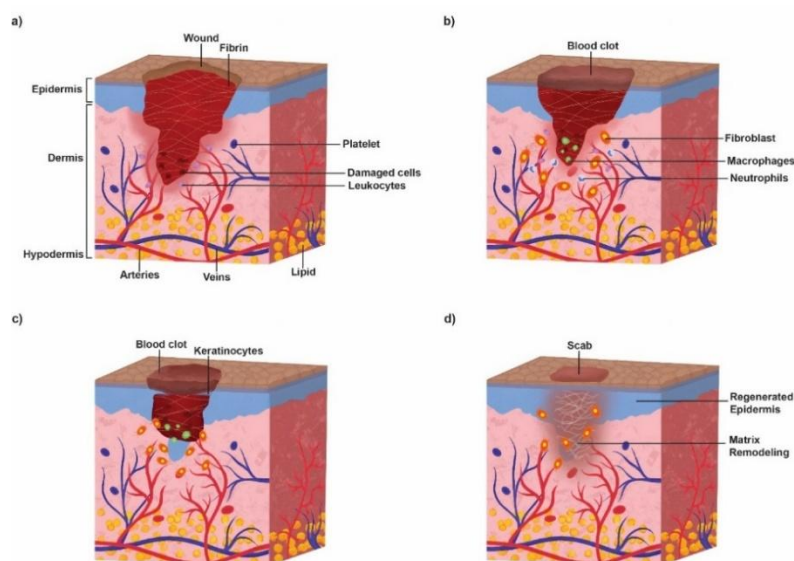 a)
Wound
Fibrin
Epidermis
Dermis
Platelet
Damaged cells
Leukocytes
Hypodermis
Arteries
Veins
Lipid
b)
Blood clot
Fibroblast
Macrophages
Neutrophils
c)
Blood clot
Keratinocytes
d)
Scab
Regenerated
Epidermis
Matrix
Remodeling